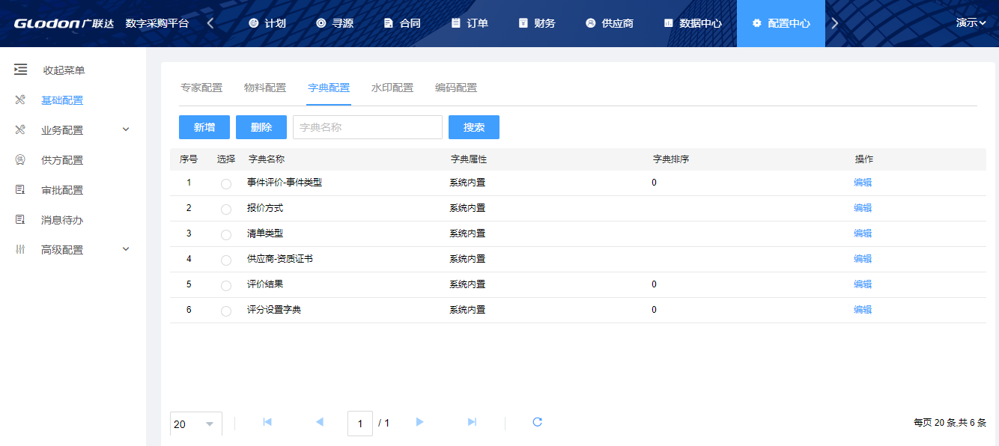 GLodon广联达 数字采购平台 计划 寻源 合同 订单 财务 供应商 数据中心 配置中心 演示
收起菜单
基础配置
业务配置
供方配置
审批配置
消息待办
高级配置
专家配置 物料配置 字典配置 水印配置 编码配置
新增 删除 字典名称 搜索
序号 选择 字典名称 字典属性 字典排序 操作
1 事件评价-事件类型 系统内置 0 编辑
2 报价方式 系统内置 编辑
3 清单类型 系统内置 编辑
4 供应商-资质证书 系统内置 编辑
5 评价结果 系统内置 0 编辑
6 评分设置字典 系统内置 0 编辑
20 1 / 1 每页 20 条,共 6 条